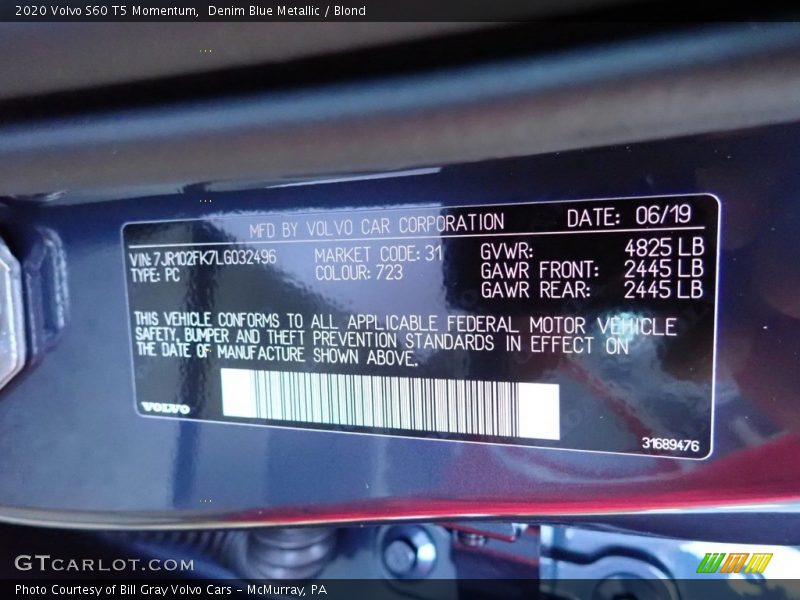 2020 Volvo S60 T5 Momentum,  Denim Blue Metallic / Blond
MFD BY VOLVO CAR CORPORATION DATE: 06/19
VIN: 7JR102FK7LG032496 MARKET CODE: 31 GVWR: 4825 LB
TYPE: PC COLOUR: 723 GAWR FRONT: 2445 LB
GAWR REAR: 2445 LB
THIS VEHICLE CONFORMS TO ALL APPLICABLE FEDERAL MOTOR VEHICLE
SAFETY, BUMPER AND THEFT PREVENTION STANDARDS IN EFFECT ON
THE DATE OF MANUFACTURE SHOWN ABOVE.
VOLVO
31689476
GTCARLOT.COM
Photo Courtesy of Bill Gray Volvo Cars - McMurray, PA